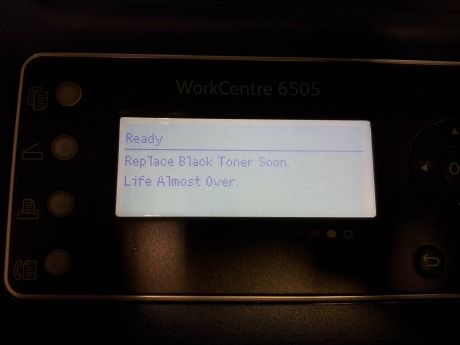 WorkCentre 6505
Ready
Replace Black Toner Soon.
Life Almost Over.